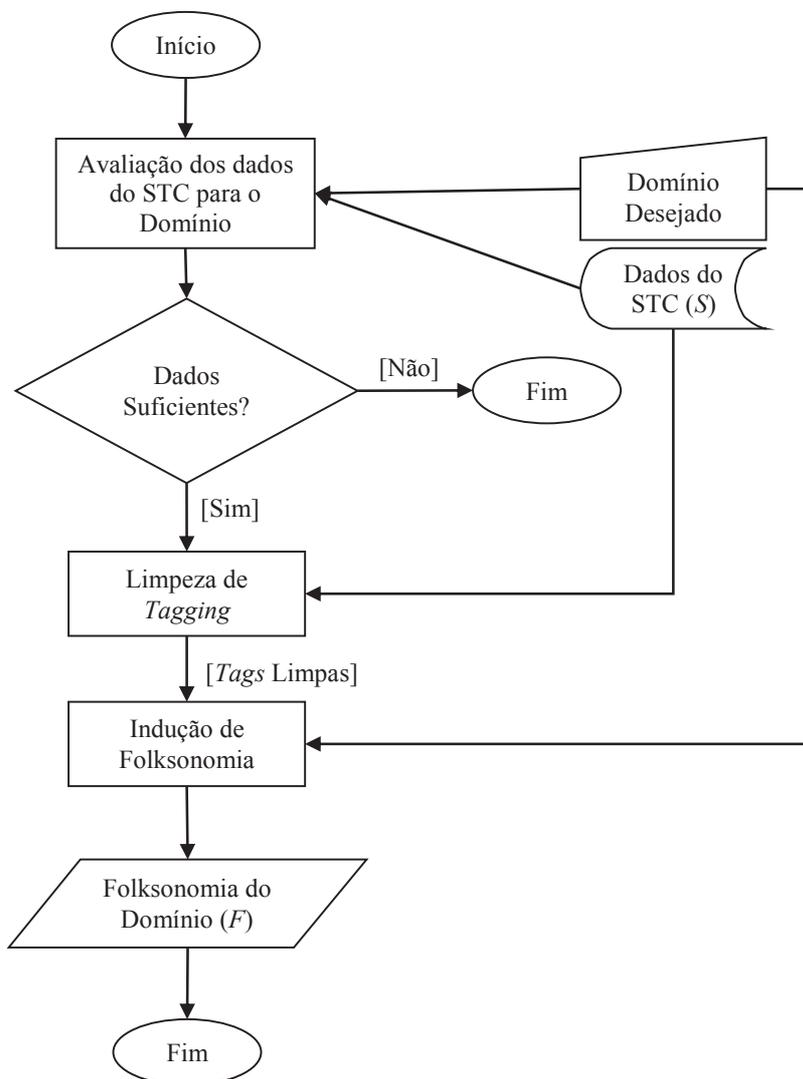 Início
Avaliação dos dados
do STC para o
Domínio
Domínio
Desejado
Dados do
STC (S)
Dados
Suficientes?
[Não]
Fim
[Sim]
Limpeza de
Tagging
[Tags Limpas]
Indução de
Folksonomia
Folksonomia do
Domínio (F)
Fim